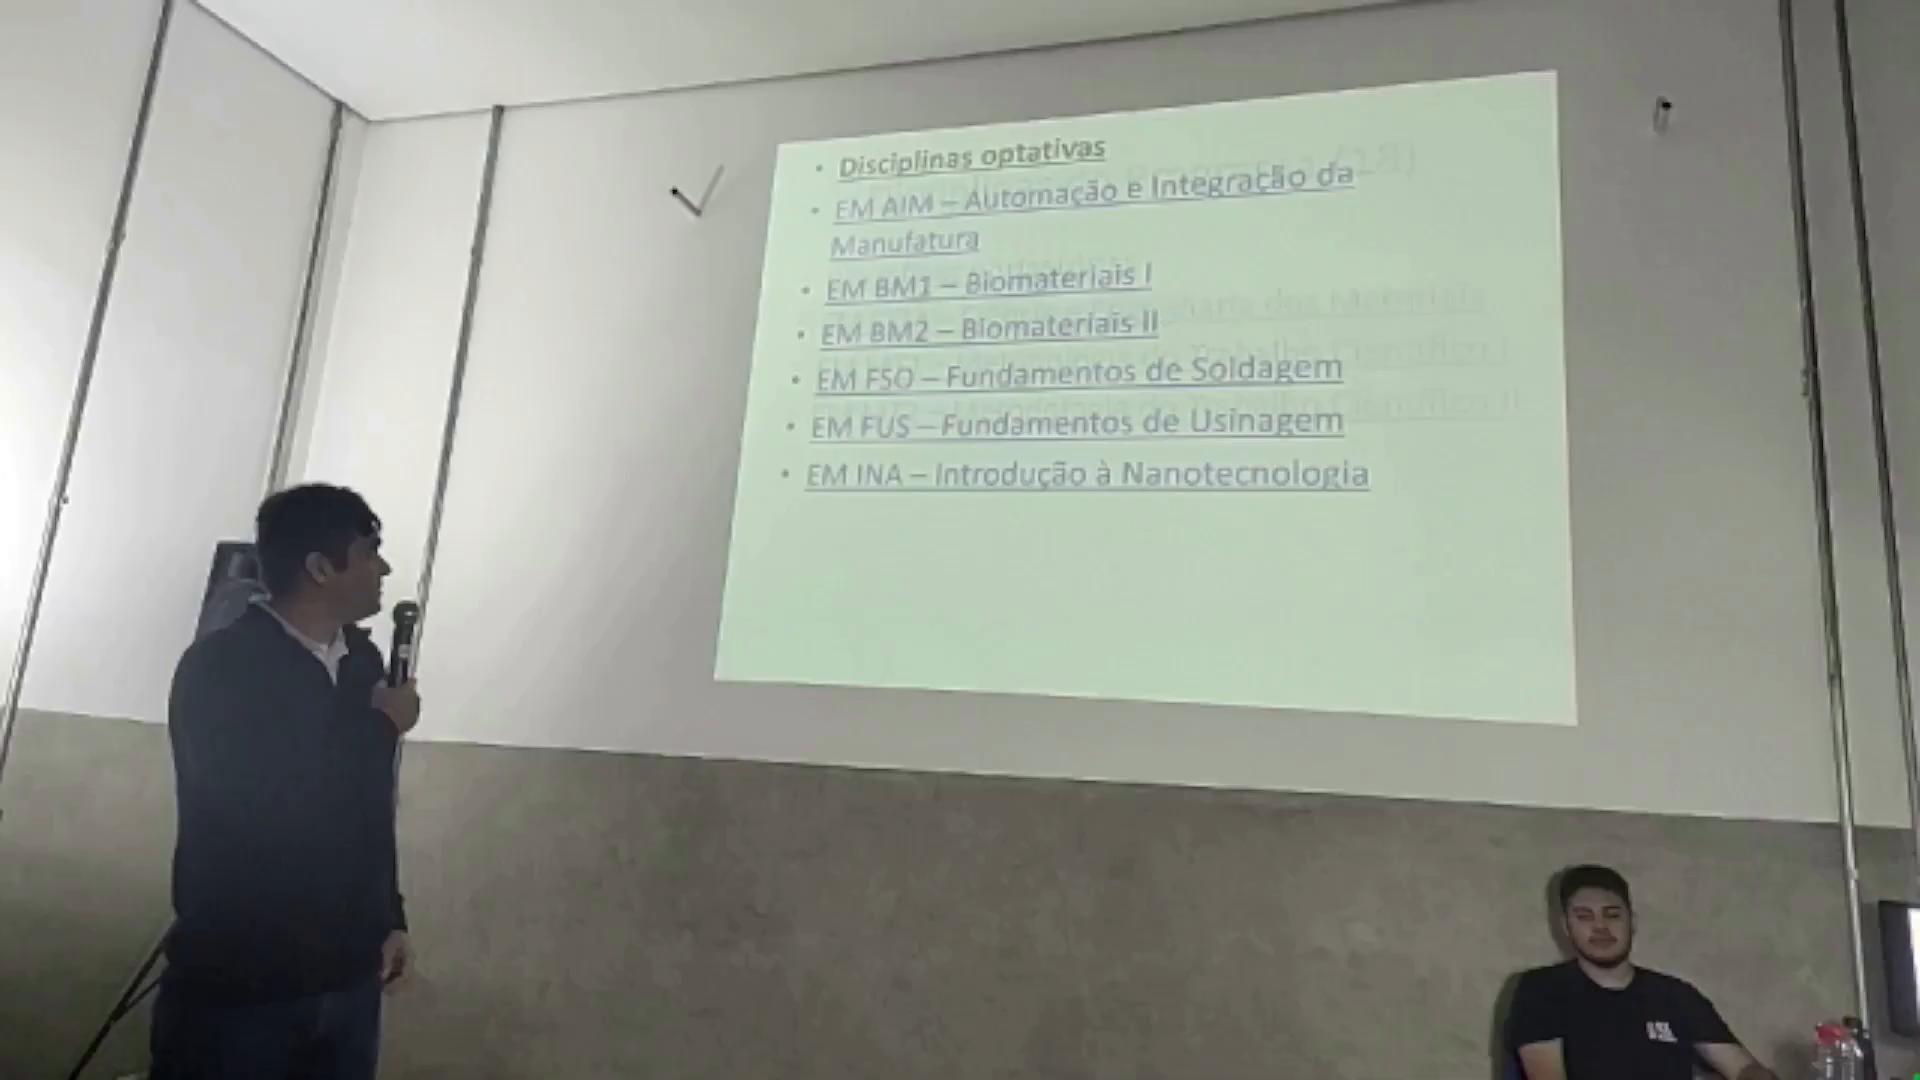 • Disciplinas optativas
• EM AIM – Automação e Integração da
Manufatura
• EM BM1 – Biomateriais I
• EM BM2 – Biomateriais II
• EM FSO – Fundamentos de Soldagem
• EM FUS – Fundamentos de Usinagem
• EM INA – Introdução à Nanotecnologia